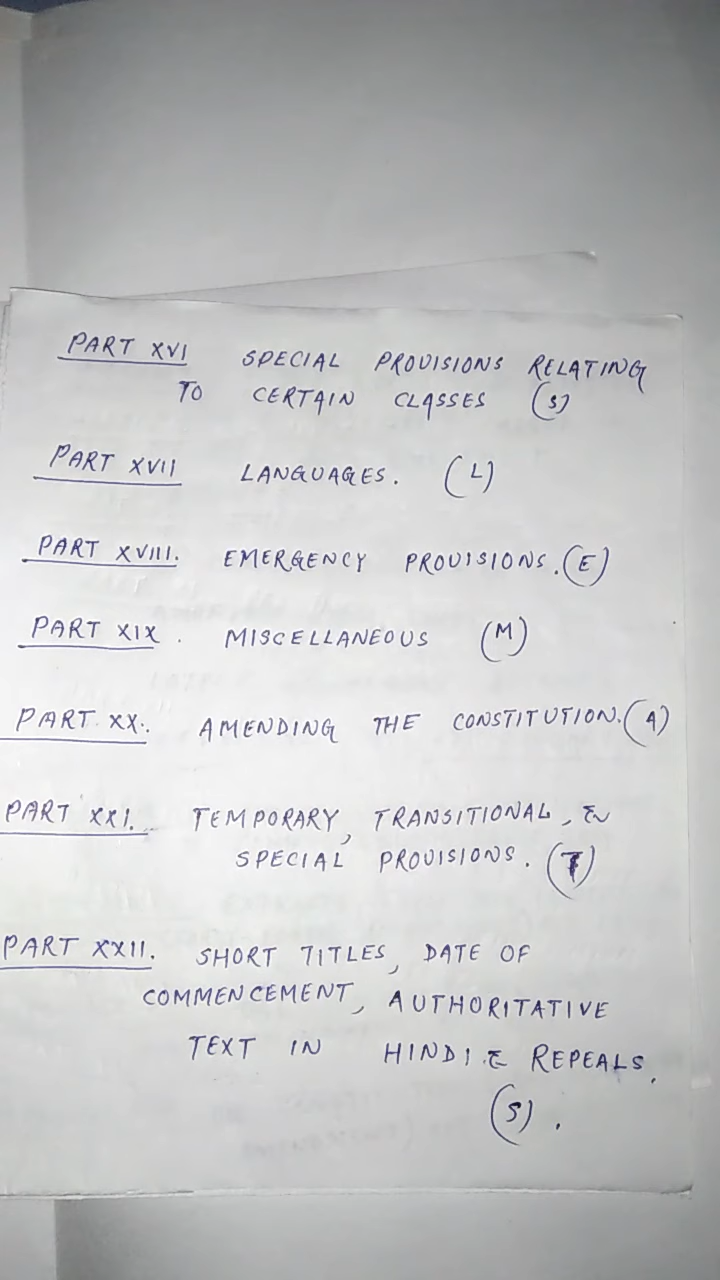 PART XVI SPECIAL PROVISIONS RELATING
TO CERTAIN CLASSES (S)
PART XVII LANGUAGES. (L)
PART XVIII. EMERGENCY PROVISIONS. (E)
PART XIX. MISCELLANEOUS (M)
PART XX. AMENDING THE CONSTITUTION. (A)
PART XXI. TEMPORARY, TRANSITIONAL, &
SPECIAL PROVISIONS. (T)
PART XXII. SHORT TITLES, DATE OF
COMMENCEMENT, AUTHORITATIVE
TEXT IN HINDI & REPEALS.
(S).